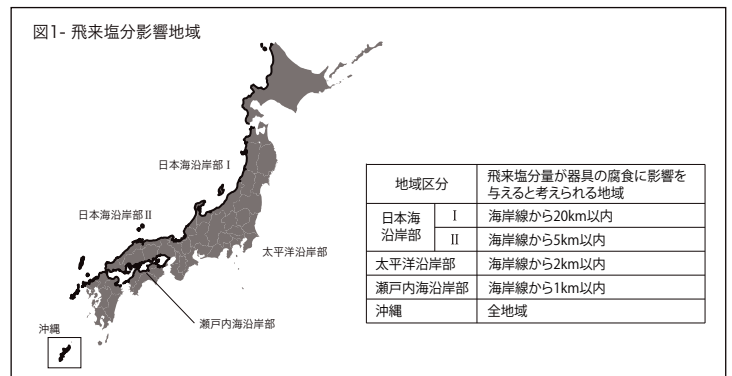 図1- 飛来塩分影響地域
日本海沿岸部Ⅰ
日本海沿岸部Ⅱ
太平洋沿岸部
瀬戸内海沿岸部
沖縄
地域区分
飛来塩分量が器具の腐食に影響を
与えると考えられる地域
日本海
沿岸部
Ⅰ
海岸線から20km以内
Ⅱ
海岸線から5km以内
太平洋沿岸部
海岸線から2km以内
瀬戸内海沿岸部
海岸線から1km以内
沖縄
全地域